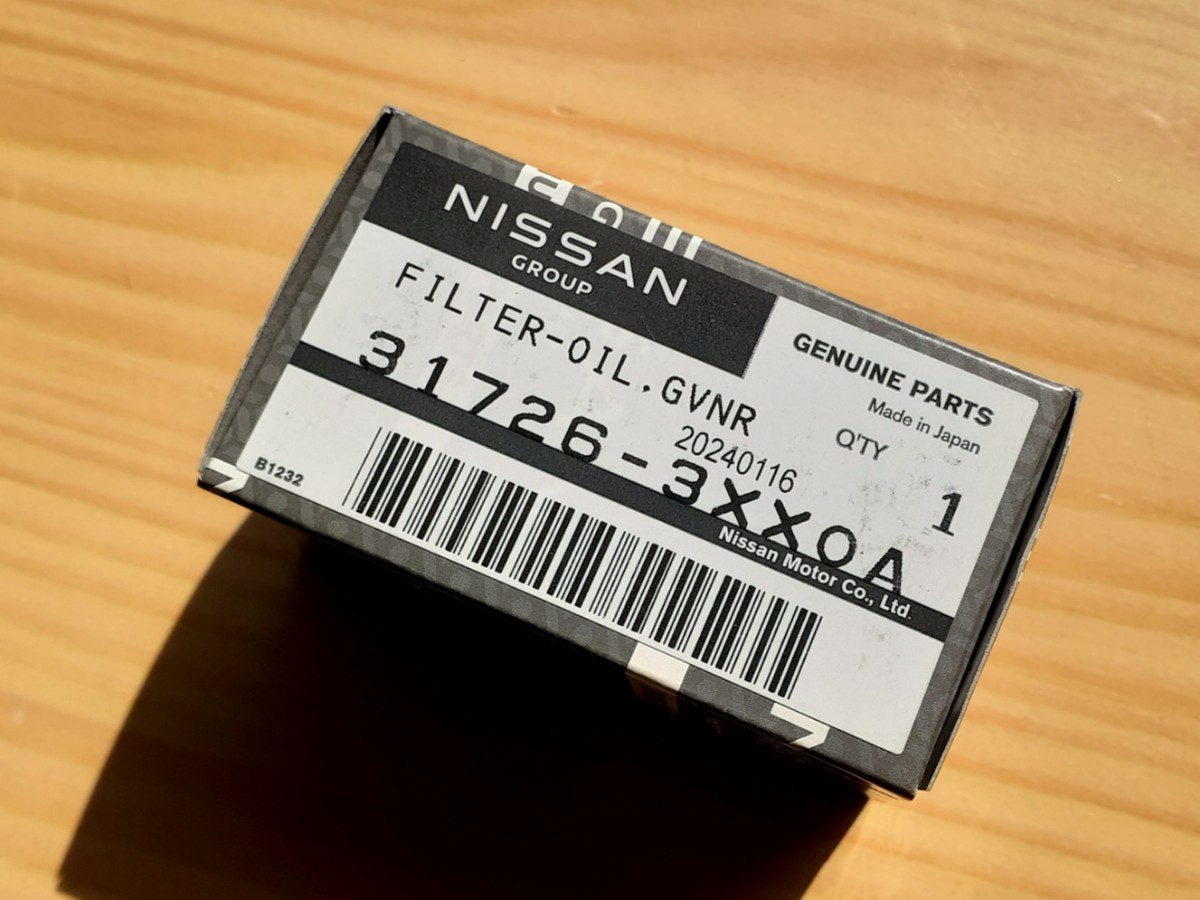 NISSAN
GROUP
GENUINE PARTS
Made in Japan
FILTER-OIL,GVNR
Q'TY
20240116
1
31726-3XX0A
Nissan Motor Co., Ltd.
B1232